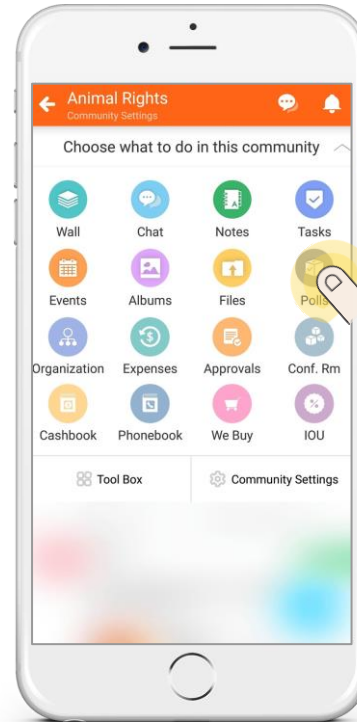 Animal Rights
Community Settings
Choose what to do in this community
Wall Chat Notes Tasks
Events Albums Files Polls
Organization Expenses Approvals Conf. Rm
Cashbook Phonebook We Buy IOU
Tool Box Community Settings